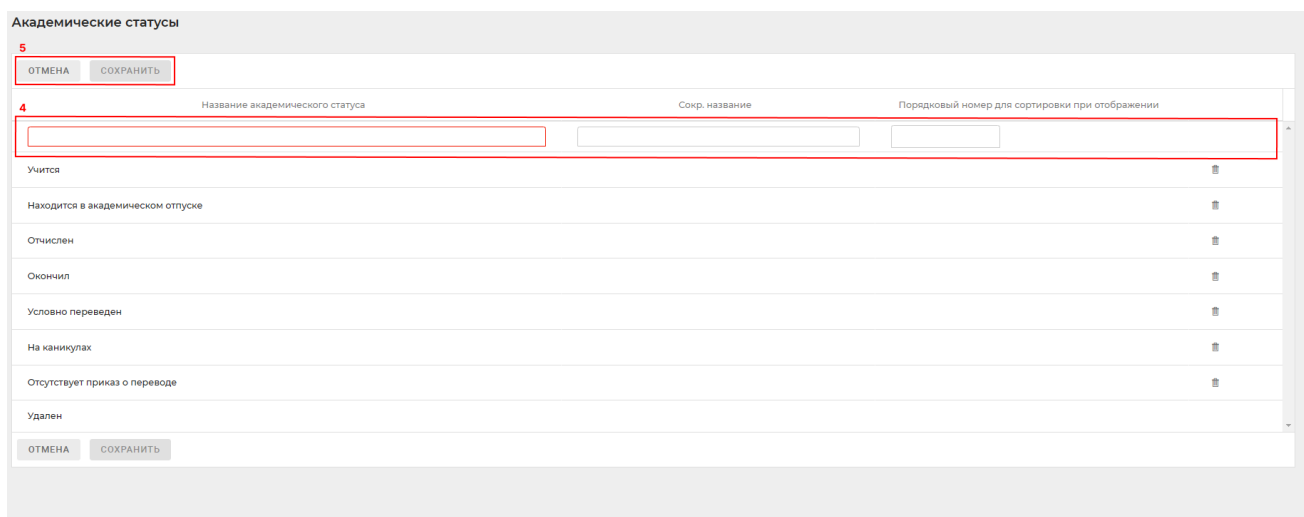 Академические статусы
5
ОТМЕНА СОХРАНИТЬ
4 Название академического статуса Сокр. название Порядковый номер для сортировки при отображении
Учится
Находится в академическом отпуске
Отчислен
Окончил
Условно переведен
На каникулах
Отсутствует приказ о переводе
Удален
ОТМЕНА СОХРАНИТЬ